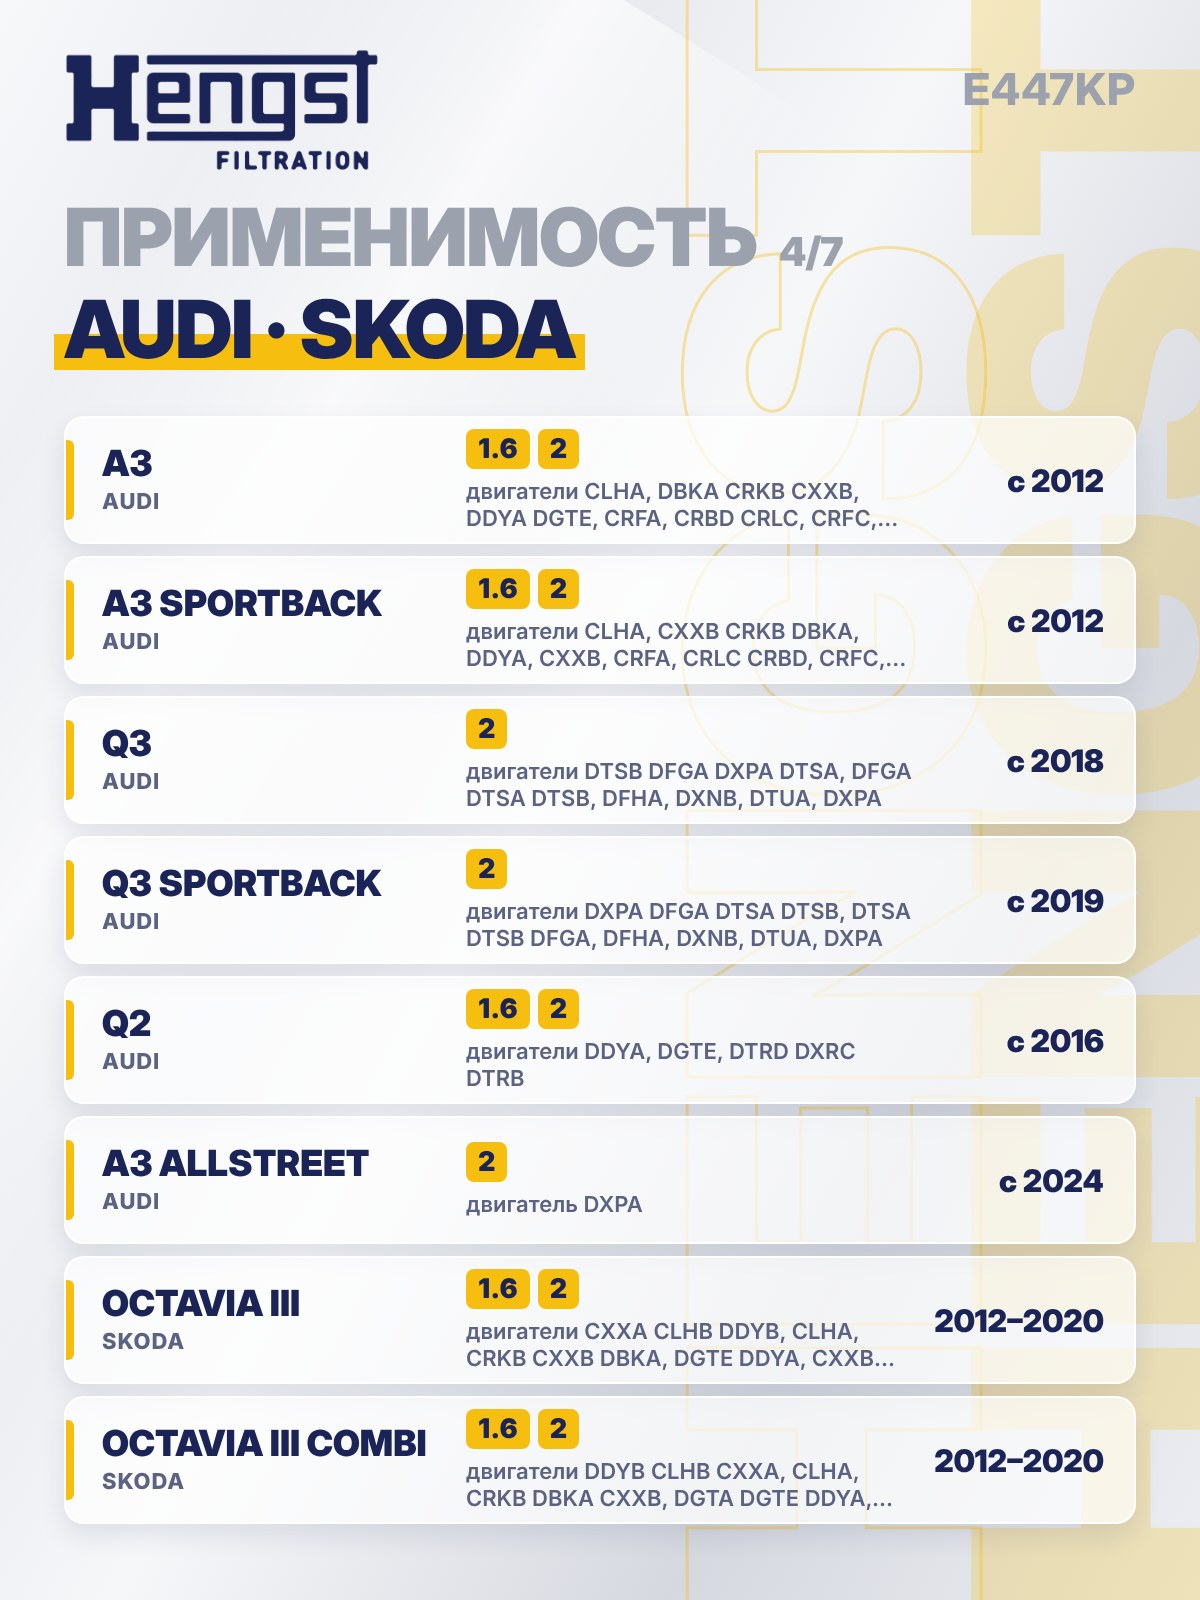 Hengst
FILTRATION
E447KP
ПРИМЕНИМОСТЬ 4/7
AUDI · SKODA
A3
AUDI
1.6 2
двигатели CLHA, DBKA CRKB CXXB,
DDYA DGTE, CRFA, CRBD CRLC, CRFC,...
с 2012
A3 SPORTBACK
AUDI
1.6 2
двигатели CLHA, CXXB CRKB DBKA,
DDYA, CXXB, CRFA, CRLC CRBD, CRFC,...
с 2012
Q3
AUDI
2
двигатели DTSB DFGA DXPA DTSA, DFGA
DTSA DTSB, DFHA, DXNB, DTUA, DXPA
с 2018
Q3 SPORTBACK
AUDI
2
двигатели DXPA DFGA DTSA DTSB, DTSA
DTSB DFGA, DFHA, DXNB, DTUA, DXPA
с 2019
Q2
AUDI
1.6 2
двигатели DDYA, DGTE, DTRD DXRC
DTRB
с 2016
A3 ALLSTREET
AUDI
2
двигатель DXPA
с 2024
OCTAVIA III
SKODA
1.6 2
двигатели CXXA CLHB DDYB, CLHA,
CRKB CXXB DBKA, DGTE DDYA, CXXB...
2012–2020
OCTAVIA III COMBI
SKODA
1.6 2
двигатели DDYB CLHB CXXA, CLHA,
CRKB DBKA CXXB, DGTA DGTE DDYA,...
2012–2020
HENGST
HENGST